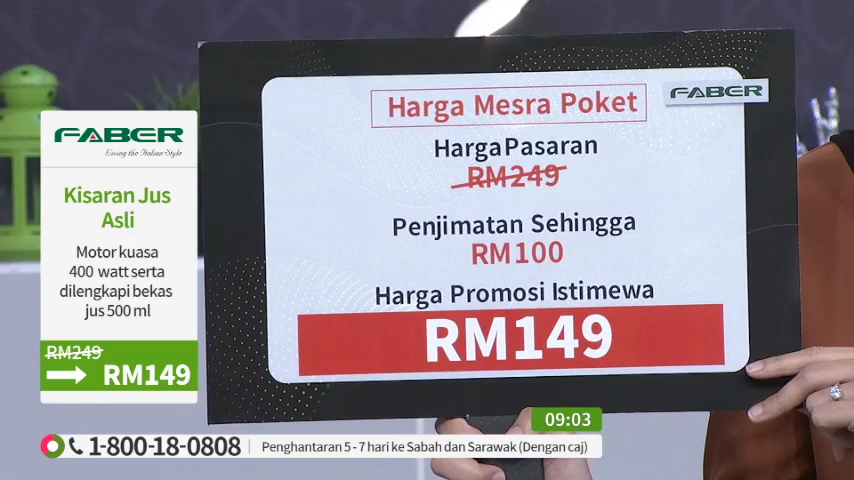 FABER
Living the Italian Style
Kisaran Jus
Asli
Motor kuasa
400 watt serta
dilengkapi bekas
jus 500 ml
RM249
RM149
Harga Mesra Poket
FABER
Harga Pasaran
RM249
Penjimatan Sehingga
RM100
Harga Promosi Istimewa
RM149
09:03
1-800-18-0808
Penghantaran 5 - 7 hari ke Sabah dan Sarawak (Dengan caj)